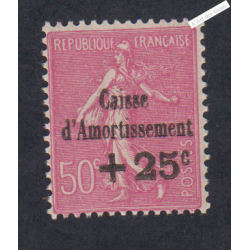 REPUBLIQUE FRANÇAISE
Caisse
d'Amortissement
+ 25c
50c
POSTES